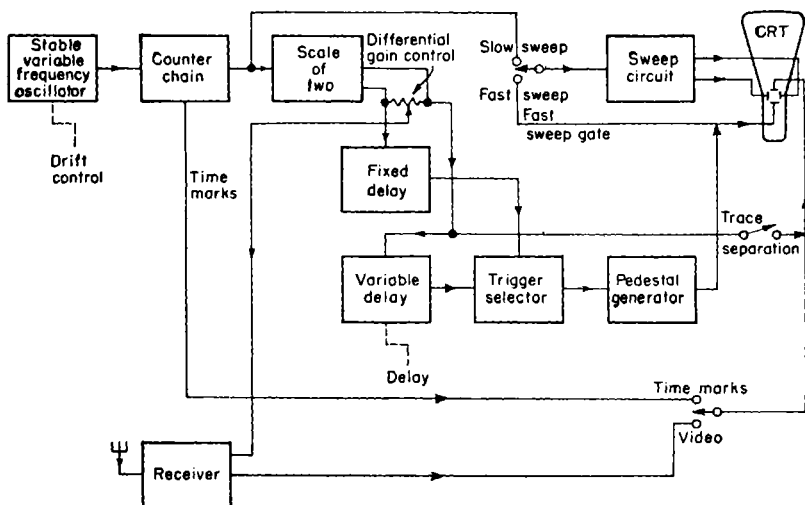 Stable
variable
frequency
oscillator
Drift
control
Counter
chain
Time
marks
Scale
of
two
Differential
gain control
Slow sweep
Fast sweep
Fast
sweep gate
Sweep
circuit
CRT
Fixed
delay
Trace
separation
Variable
delay
Trigger
selector
Pedestal
generator
Delay
Time marks
Video
Receiver